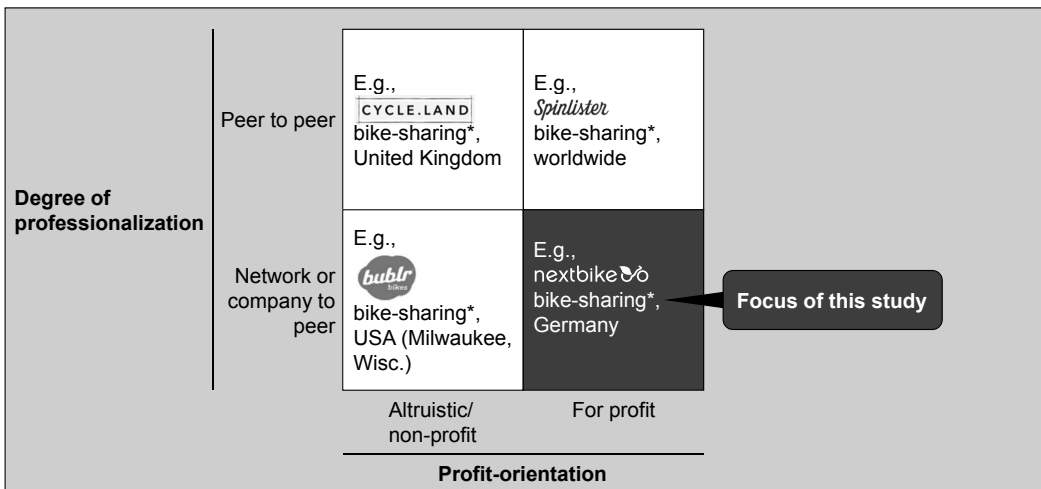 Degree of
professionalization
Peer to peer
E.g.,
CYCLE.LAND
bike-sharing*,
United Kingdom
E.g.,
Spinlister
bike-sharing*,
worldwide
Network or
company to
peer
E.g.,
bublr
bikes
bike-sharing*,
USA (Milwaukee,
Wisc.)
E.g.,
nextbike
bike-sharing*,
Germany
Focus of this study
Altruistic/
non-profit
For profit
Profit-orientation